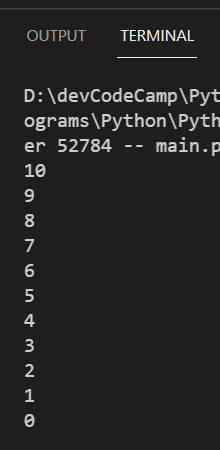 OUTPUT TERMINAL
D:\devCodeCamp\Pyt
ograms\Python\Pyth
er 52784 -- main.p
10
9
8
7
6
5
4
3
2
1
0